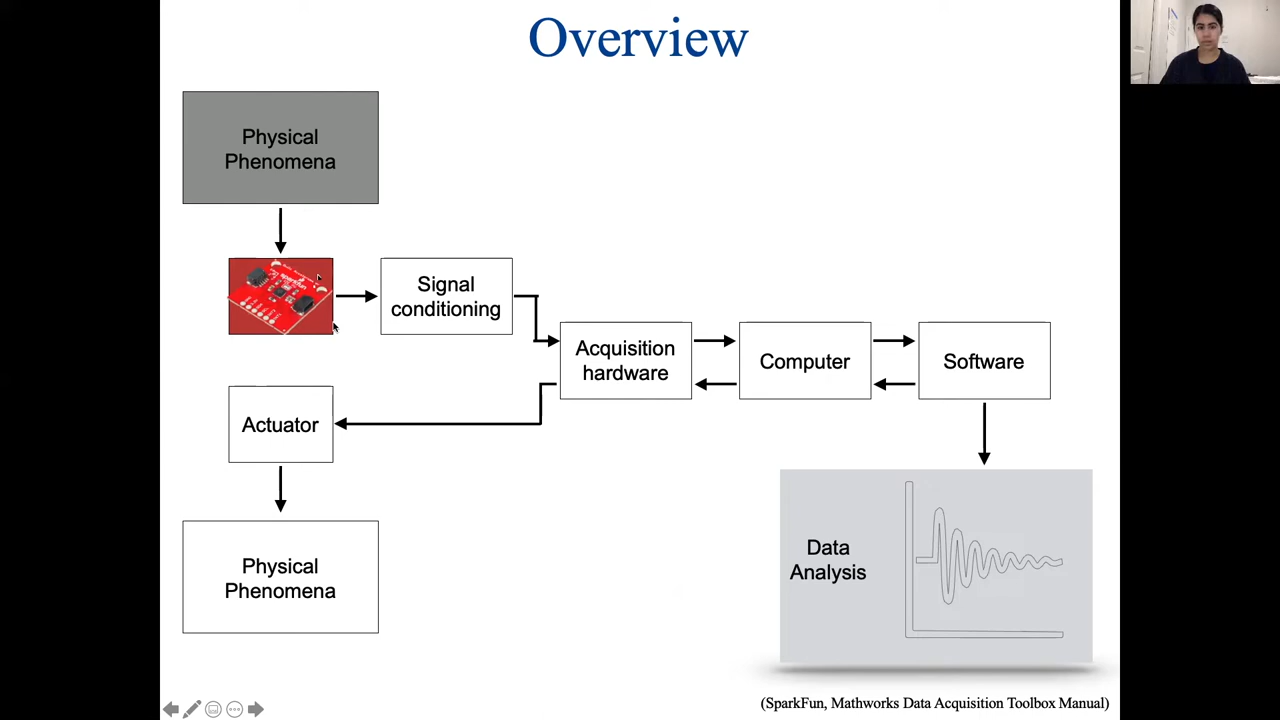 Overview
Physical
Phenomena
sparkfun
Signal
conditioning
Acquisition
hardware
Computer
Software
Actuator
Physical
Phenomena
Data
Analysis
(SparkFun, Mathworks Data Acquisition Toolbox Manual)